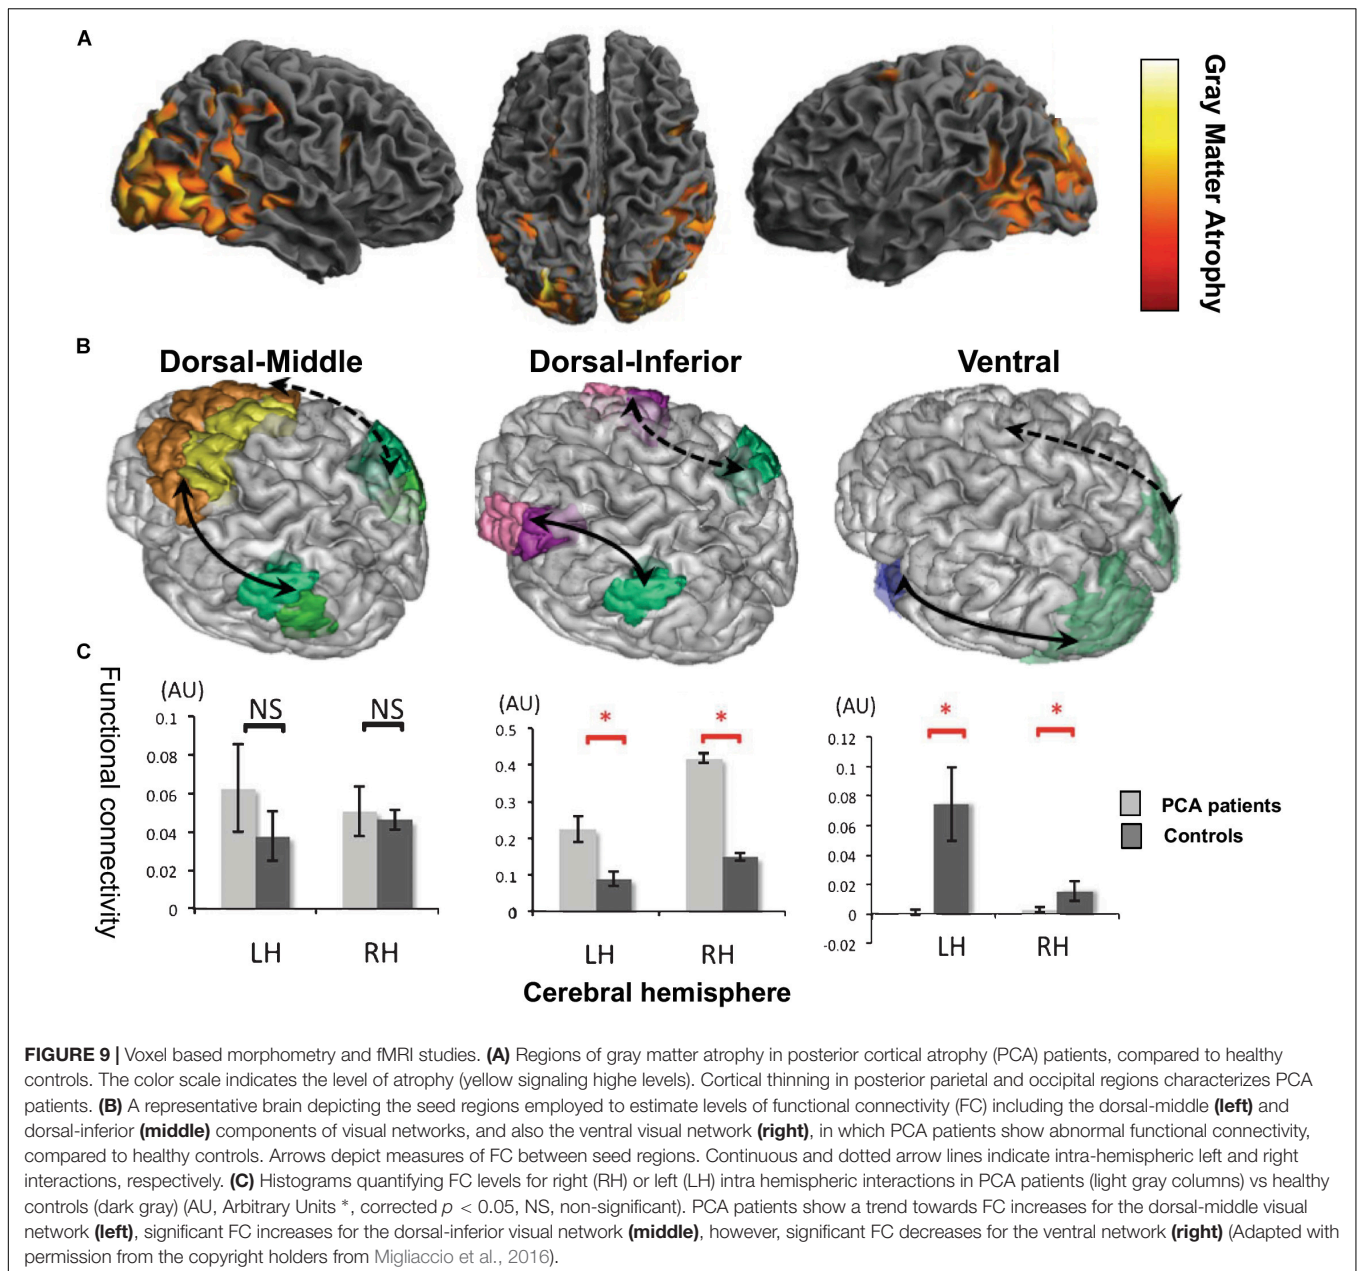 A
Gray Matter Atrophy
B
Dorsal-Middle
Dorsal-Inferior
Ventral
C
Functional connectivity
(AU)
NS
NS
0.1
0.08
0.06
0.04
0.02
0
LH
RH
(AU)
*
*
0.5
0.4
0.3
0.2
0.1
0
LH
RH
(AU)
*
*
0.12
0.1
0.08
0.06
0.04
0.02
0
-0.02
LH
RH
PCA patients
Controls
Cerebral hemisphere
FIGURE 9 | Voxel based morphometry and fMRI studies. (A) Regions of gray matter atrophy in posterior cortical atrophy (PCA) patients, compared to healthy
controls. The color scale indicates the level of atrophy (yellow signaling highe levels). Cortical thinning in posterior parietal and occipital regions characterizes PCA
patients. (B) A representative brain depicting the seed regions employed to estimate levels of functional connectivity (FC) including the dorsal-middle (left) and
dorsal-inferior (middle) components of visual networks, and also the ventral visual network (right), in which PCA patients show abnormal functional connectivity,
compared to healthy controls. Arrows depict measures of FC between seed regions. Continuous and dotted arrow lines indicate intra-hemispheric left and right
interactions, respectively. (C) Histograms quantifying FC levels for right (RH) or left (LH) intra hemispheric interactions in PCA patients (light gray columns) vs healthy
controls (dark gray) (AU, Arbitrary Units *, corrected p < 0.05, NS, non-significant). PCA patients show a trend towards FC increases for the dorsal-middle visual
network (left), significant FC increases for the dorsal-inferior visual network (middle), however, significant FC decreases for the ventral network (right) (Adapted with
permission from the copyright holders from Migliaccio et al., 2016).